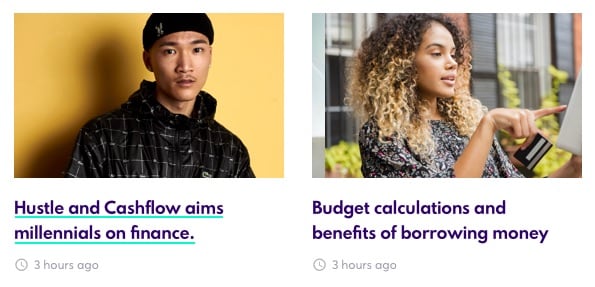 Hustle and Cashflow aims
millennials on finance.
3 hours ago
Budget calculations and
benefits of borrowing money
3 hours ago